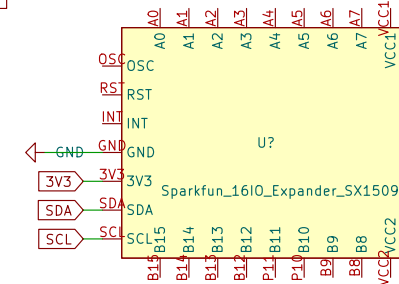 A0 A1 A2 A3 A4 A5 A6 A7 VCC1
A0 A1 A2 A3 A4 A5 A6 A7 VCC1
OSC OSC
RST RST
INT INT
U?
GND GND GND
3V3 3V3 3V3
Sparkfun_16IO_Expander_SX1509
SDA SDA SDA
SCL SCL SCL
B15 B14 B13 B12 B11 B10 B9 B8 VCC2
B15 B14 B13 B12 P11 P10 B9 B8 VCC2